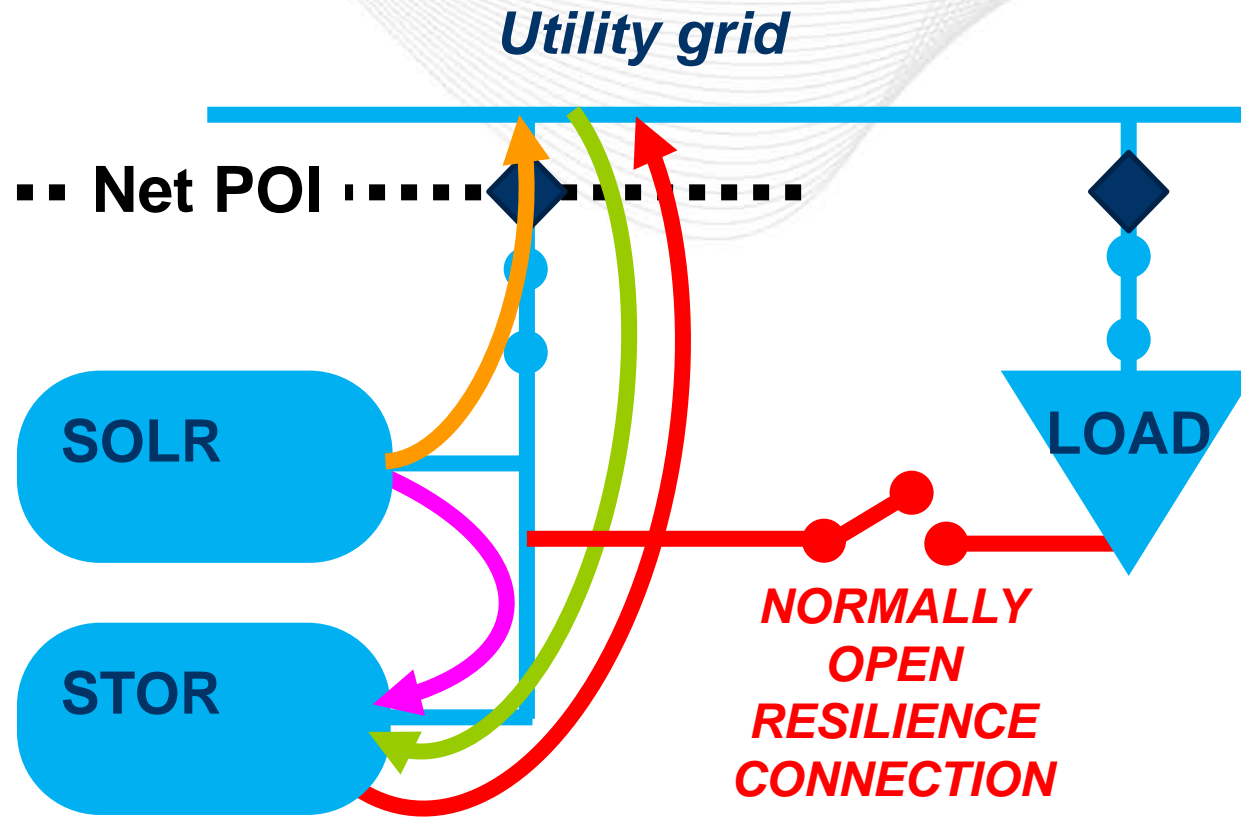 Utility grid
Net POI
SOLR
LOAD
STOR
NORMALLY
OPEN
RESILIENCE
CONNECTION